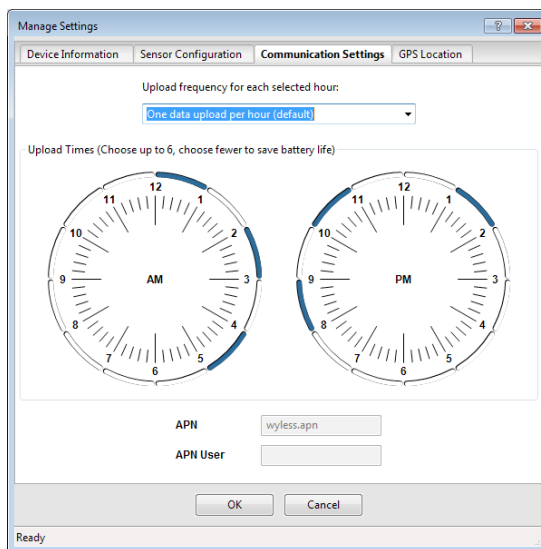 Manage Settings
?
Device Information Sensor Configuration Communication Settings GPS Location
Upload frequency for each selected hour:
One data upload per hour (default)
Upload Times (Choose up to 6, choose fewer to save battery life)
12
1
2
3
4
5
6
7
8
9
10
11
AM
12
1
2
3
4
5
6
7
8
9
10
11
PM
APN wyless.apn
APN User
OK Cancel
Ready